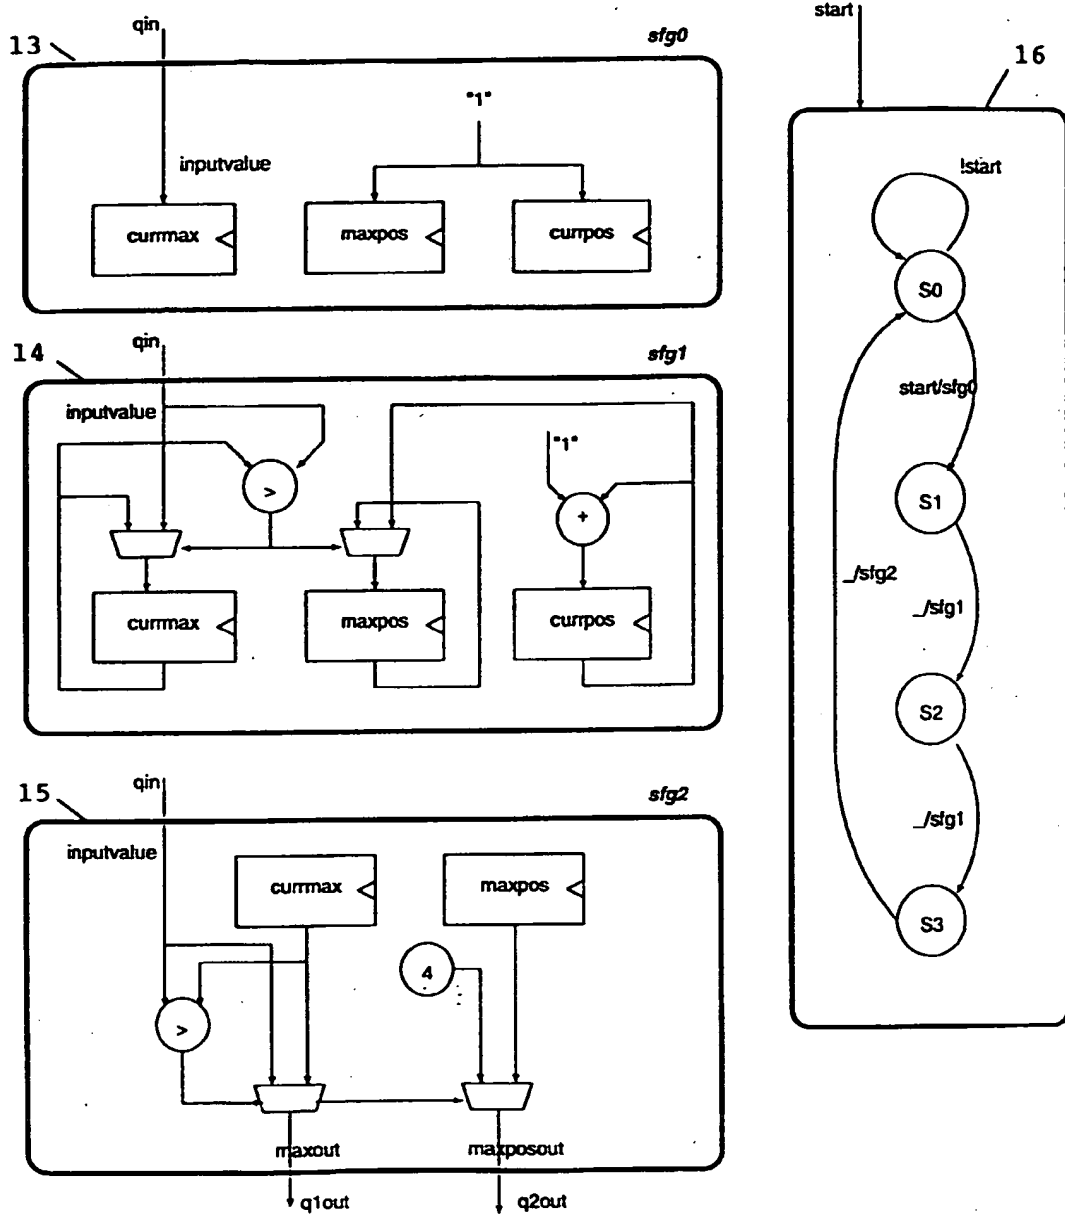 13
qin
sfg0
"1"
inputvalue
currmax
maxpos
currpos
14
qin
sfg1
inputvalue
"1"
>
+
currmax
maxpos
currpos
15
qin
sfg2
inputvalue
currmax
maxpos
4
>
maxout
maxposout
q1out
q2out
start
16
!start
S0
start/sfg0
S1
_/sfg2
_/sfg1
S2
_/sfg1
S3